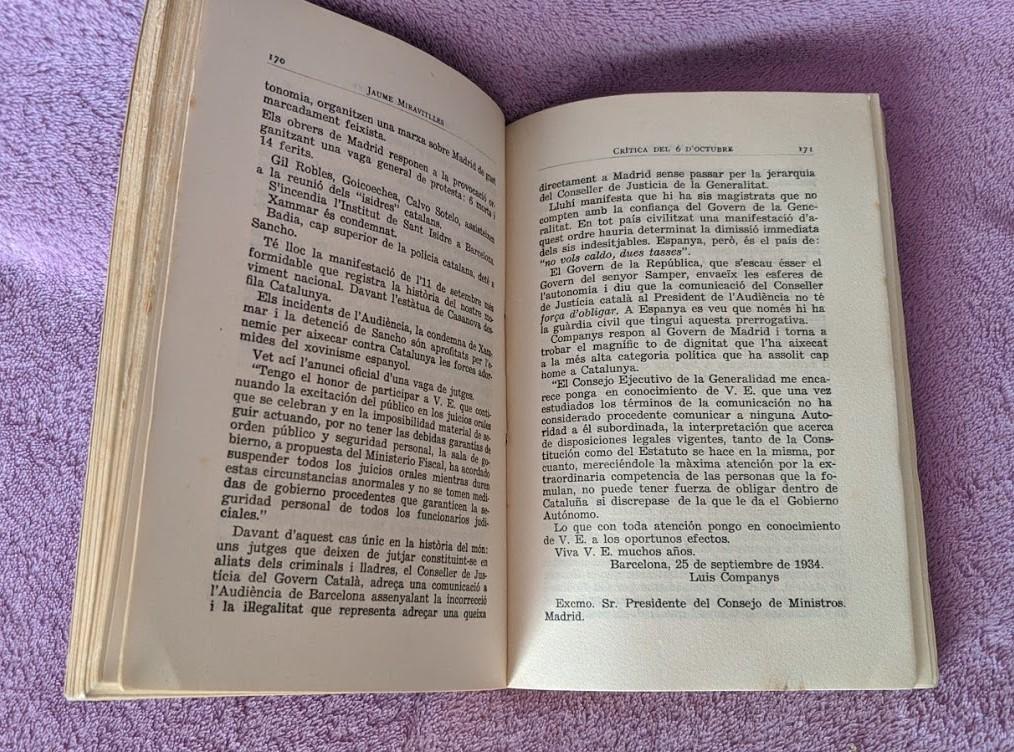 170
JAUME MIRAVITLLES
tonomia, organitzen una marxa sobre Madrid de gust
marcadament feixista.
Els obrers de Madrid responen a la provocació or-
ganitzant una vaga general de protesta: 6 morts i
14 ferits.
Gil Robles, Goicoechea, Calvo Sotelo, assisteixen
a la reunió dels "isidres" catalans.
S'incendia l'Institut de Sant Isidre a Barcelona.
Xammar és condemnat.
Badia, cap superior de la policia catalana, deté a
Sancho.
Té lloc la manifestació de l'11 de setembre més
formidable que registra la història del nostre mo-
viment nacional. Davant l'estàtua de Casanova des-
fila Catalunya.
Els incidents de l'Audiència, la condemna de Xam-
mar i la detenció de Sancho són aprofitats per l'e-
nemic per aixecar contra Catalunya les forces ador-
mides del xovinisme espanyol.
Vet ací l'anunci oficial d'una vaga de jutges.
"Tengo el honor de participar a V. E. que conti-
nuando la excitación del público en los juicios orales
que se celebran y en la imposibilidad material de se-
guir actuando, por no tener las debidas garantías de
orden público y seguridad personal, la sala de go-
bierno, a propuesta del Ministerio Fiscal, ha acordado
suspender todos los juicios orales mientras duren
estas circunstancias anormales y no se tomen medi-
das de gobierno procedentes que garanticen la se-
guridad personal de todos los funcionarios judi-
ciales."
Davant d'aquest cas únic en la història del món:
uns jutges que deixen de jutjar constituint-se en
aliats dels criminals i lladres, el Conseller de Jus-
tícia del Govern Català, adreça una comunicació a
l'Audiència de Barcelona assenyalant la incorrecció
i la illegalitat que representa adreçar una queixa
CRÍTICA DEL 6 D'OCTUBRE
171
directament a Madrid sense passar per la jerarquia
del Conseller de Justícia de la Generalitat.
Lluhí manifesta que hi ha sis magistrats que no
compten amb la confiança del Govern de la Gene-
ralitat. En tot país civilitzat una manifestació d'a-
quest ordre hauria determinat la dimissió immediata
dels sis indesitjables. Espanya, però, és el país de:
"no vols caldo, dues tasses".
El Govern de la República, que s'escau ésser el
Govern del senyor Samper, envaeix les esferes de
l'autonomia i diu que la comunicació del Conseller
de Justícia català al President de l'Audiència no té
força d'obligar. A Espanya es veu que només hi ha
la guàrdia civil que tingui aquesta prerrogativa.
Companys respon al Govern de Madrid i torna a
trobar el magnífic to de dignitat que l'ha aixecat
a la més alta categoria política que ha assolit cap
home a Catalunya.
"El Consejo Ejecutivo de la Generalidad me enca-
rece ponga en conocimiento de V. E. que una vez
estudiados los términos de la comunicación no ha
considerado procedente comunicar a ninguna Auto-
ridad a él subordinada, la interpretación que acerca
de disposiciones legales vigentes, tanto de la Cons-
titución como del Estatuto se hace en la misma, por
cuanto, mereciéndole la màxima atención por la ex-
traordinaria competencia de las personas que la fo-
mulan, no puede tener fuerza de obligar dentro de
Cataluña si discrepase de la que le da el Gobierno
Autónomo.
Lo que con toda atención pongo en conocimiento
de V. E. a los oportunos efectos.
Viva V. E. muchos años.
Barcelona, 25 de septiembre de 1934.
Luis Companys
Excmo. Sr. Presidente del Consejo de Ministros.
Madrid.